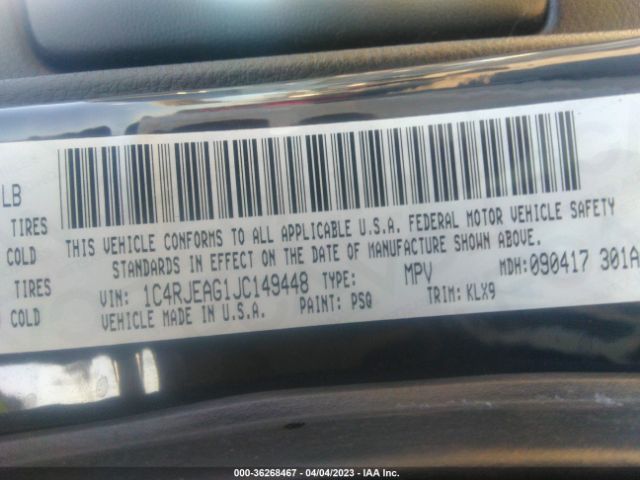 LB
TIRES
COLD
COLD
THIS VEHICLE CONFORMS TO ALL APPLICABLE U.S.A. FEDERAL MOTOR VEHICLE SAFETY
STANDARDS IN EFFECT ON THE DATE OF MANUFACTURE SHOWN ABOVE.
VIN: 1C4RJEAG1JC149448 TYPE: MPV MDH: 090417 301A
VEHICLE MADE IN U.S.A. PAINT: PSQ TRIM: KLX9
000-36268467 - 04/04/2023 - IAA Inc.